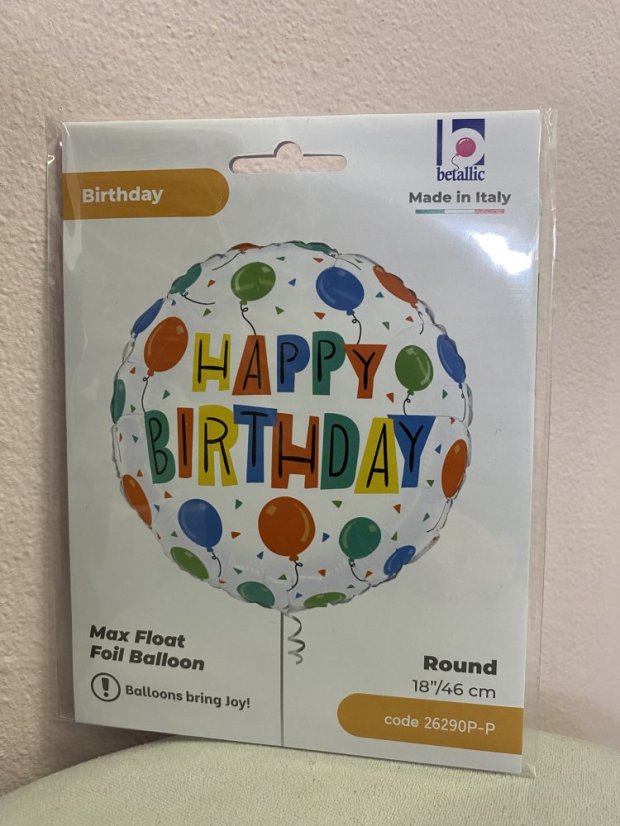 betallic
Birthday
Made in Italy
HAPPY
BIRTHDAY
Max Float
Foil Balloon
! Balloons bring Joy!
Round
18”/46 cm
code 26290P-P